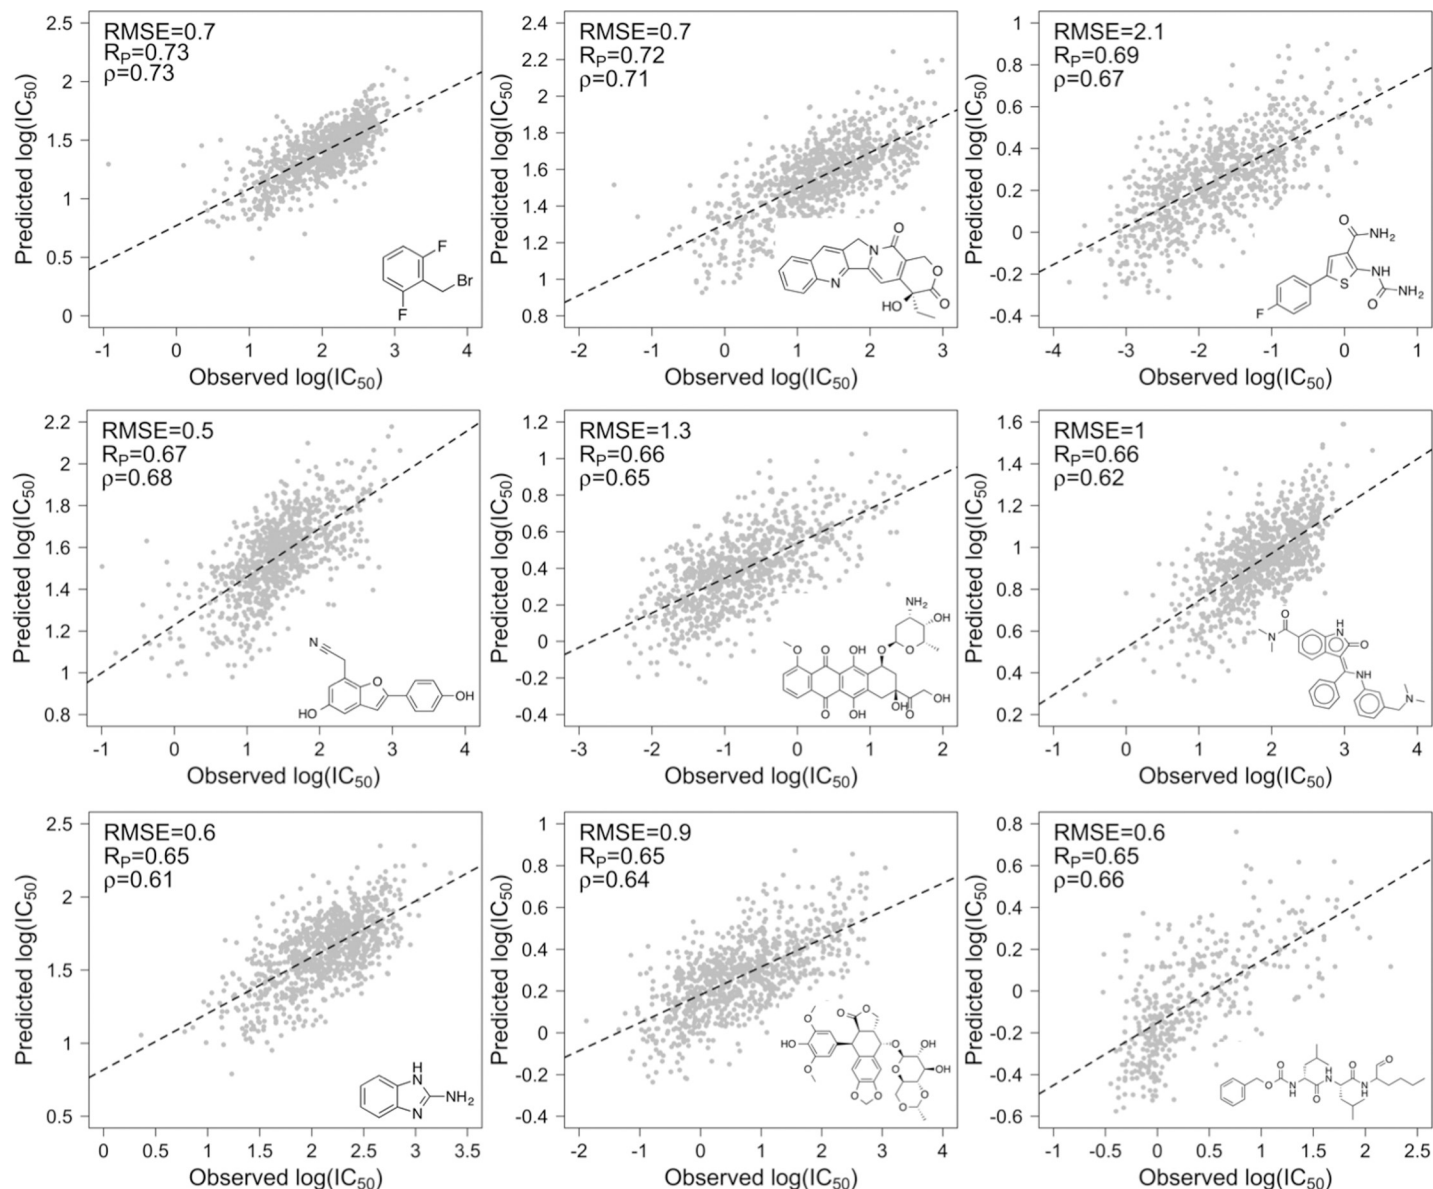 RMSE=0.7
R_P=0.73
ρ=0.73
Predicted log(IC₅₀)
2.5
2
1.5
1
0.5
0
F
Br
F
-1 0 1 2 3 4
Observed log(IC₅₀)
RMSE=0.7
R_P=0.72
ρ=0.71
Predicted log(IC₅₀)
2.4
2.2
2
1.8
1.6
1.4
1.2
1
0.8
O
N
O
N
O
HO
-2 -1 0 1 2 3
Observed log(IC₅₀)
RMSE=2.1
R_P=0.69
ρ=0.67
Predicted log(IC₅₀)
1
0.8
0.6
0.4
0.2
0
-0.2
-0.4
O
NH₂
NH
S
NH₂
O
F
-4 -3 -2 -1 0 1
Observed log(IC₅₀)
RMSE=0.5
R_P=0.67
ρ=0.68
Predicted log(IC₅₀)
2.2
2
1.8
1.6
1.4
1.2
1
0.8
N
O
OH
HO
-1 0 1 2 3 4
Observed log(IC₅₀)
RMSE=1.3
R_P=0.66
ρ=0.65
Predicted log(IC₅₀)
1.2
1
0.8
0.6
0.4
0.2
0
-0.2
-0.4
NH₂
OH
O
O
O O OH
OH
OH
O OH O
-3 -2 -1 0 1 2
Observed log(IC₅₀)
RMSE=1
R_P=0.66
ρ=0.62
Predicted log(IC₅₀)
1.6
1.4
1.2
1
0.8
0.6
0.4
0.2
O
H
N
N
O
NH
N
-1 0 1 2 3 4
Observed log(IC₅₀)
RMSE=0.6
R_P=0.65
ρ=0.61
Predicted log(IC₅₀)
2.5
2
1.5
1
0.5
H
N
NH₂
N
0 0.5 1 1.5 2 2.5 3 3.5
Observed log(IC₅₀)
RMSE=0.9
R_P=0.65
ρ=0.64
Predicted log(IC₅₀)
1
0.8
0.6
0.4
0.2
0
-0.2
-0.4
O
O
O
HO
O
O
OH
OH
O
O
O
O
O
-2 -1 0 1 2 3 4
Observed log(IC₅₀)
RMSE=0.6
R_P=0.65
ρ=0.66
Predicted log(IC₅₀)
0.8
0.6
0.4
0.2
0
-0.2
-0.4
-0.6
O
O
O
H
N
O
N
H
O
N
H
O
-1 -0.5 0 0.5 1 1.5 2 2.5
Observed log(IC₅₀)